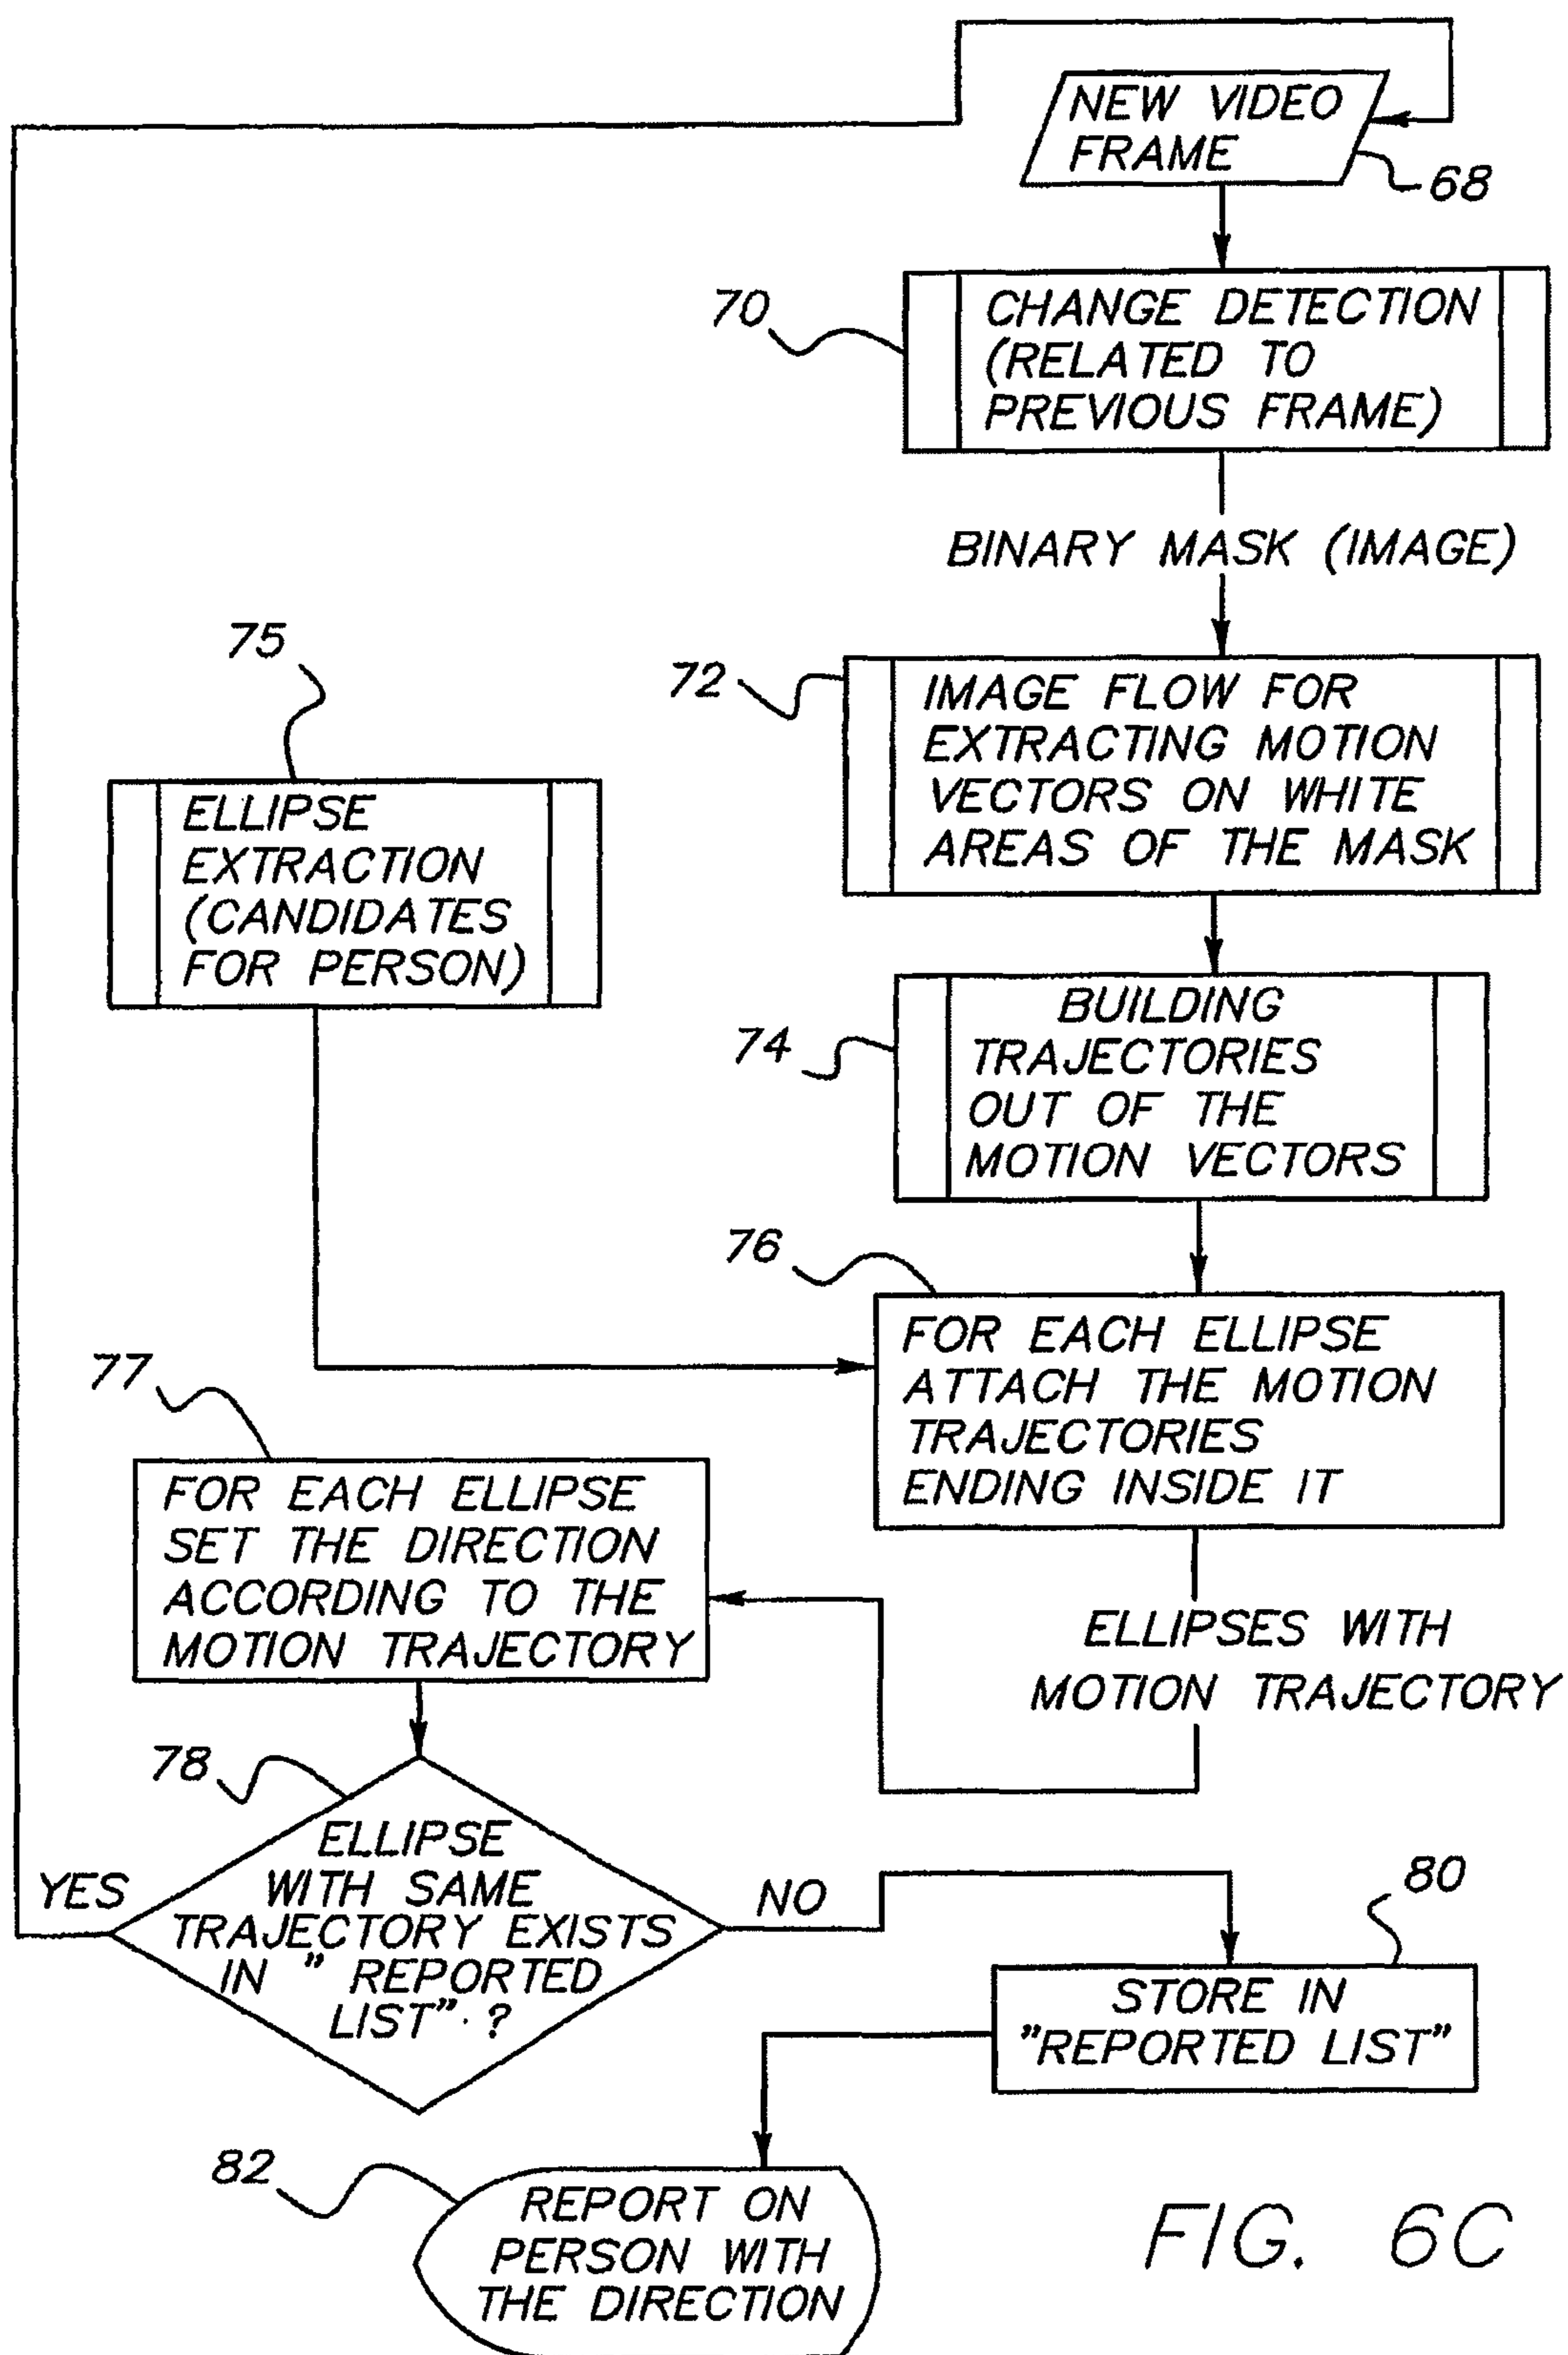 NEW VIDEO
FRAME
68
70
CHANGE DETECTION
(RELATED TO
PREVIOUS FRAME)
BINARY MASK (IMAGE)
75
72
IMAGE FLOW FOR
EXTRACTING MOTION
VECTORS ON WHITE
AREAS OF THE MASK
ELLIPSE
EXTRACTION
(CANDIDATES
FOR PERSON)
74
BUILDING
TRAJECTORIES
OUT OF THE
MOTION VECTORS
76
FOR EACH ELLIPSE
ATTACH THE MOTION
TRAJECTORIES
ENDING INSIDE IT
77
FOR EACH ELLIPSE
SET THE DIRECTION
ACCORDING TO THE
MOTION TRAJECTORY
ELLIPSES WITH
MOTION TRAJECTORY
78
ELLIPSE
WITH SAME
TRAJECTORY EXISTS
IN " REPORTED
LIST" . ?
YES
NO
80
STORE IN
"REPORTED LIST"
82
REPORT ON
PERSON WITH
THE DIRECTION
FIG. 6C